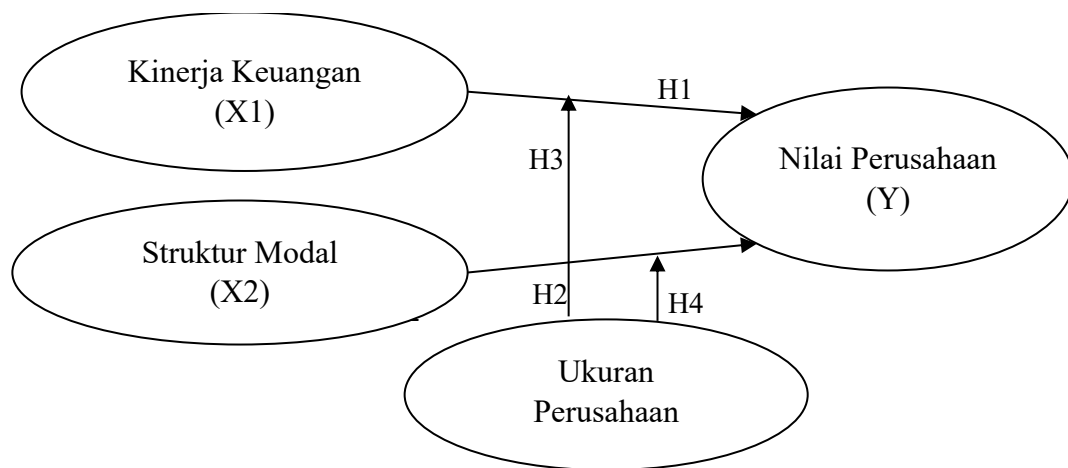 Kinerja Keuangan
(X1)
H1
Nilai Perusahaan
(Y)
H3
Struktur Modal
(X2)
H2
H4
Ukuran
Perusahaan